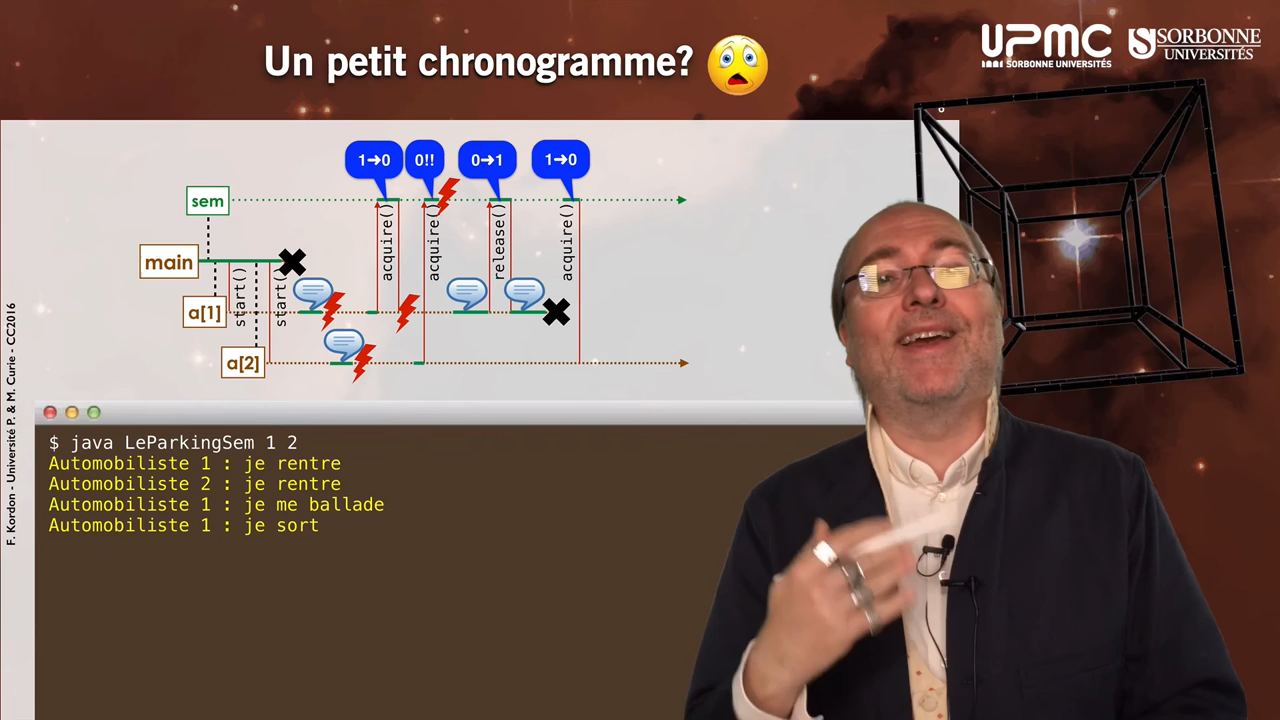 Un petit chronogramme?
UPMC
SORBONNE UNIVERSITÉS
SORBONNE
UNIVERSITÉS
6
1➜0
0!!
0➜1
1➜0
sem
acquire()
acquire()
release()
acquire()
main
start()
start()
a[1]
a[2]
F. Kordon - Université P. & M. Curie - CC2016
$ java LeParkingSem 1 2
Automobiliste 1 : je rentre
Automobiliste 2 : je rentre
Automobiliste 1 : je me ballade
Automobiliste 1 : je sort